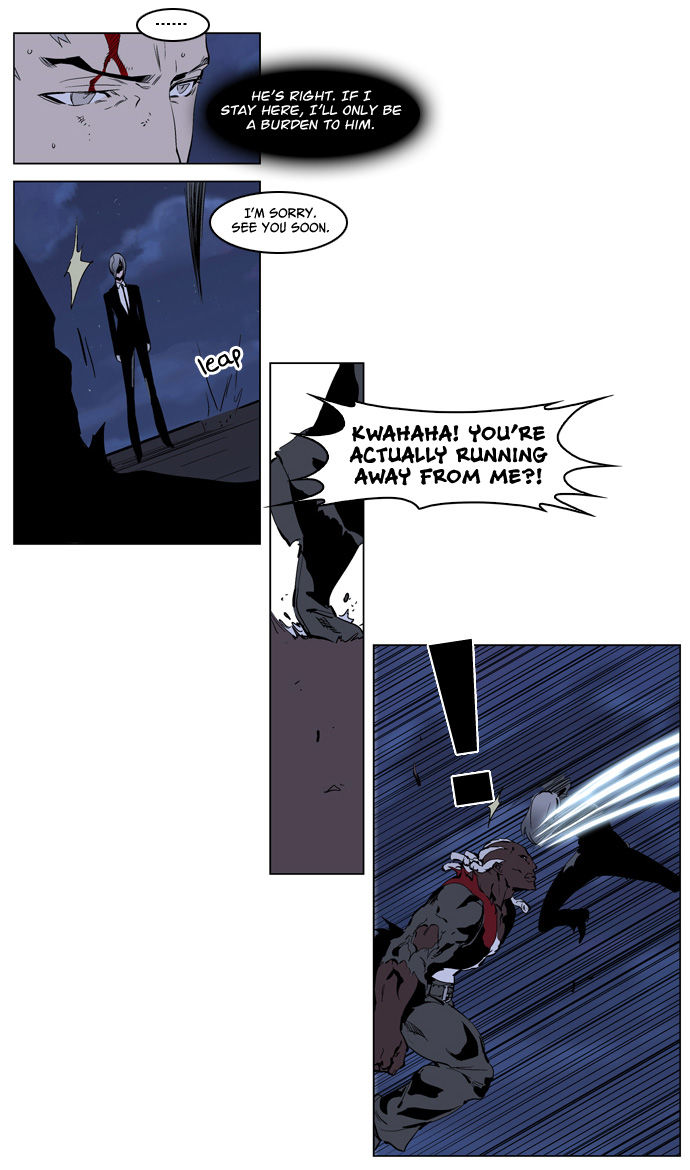 ......
HE'S RIGHT. IF I
STAY HERE, I'LL ONLY BE
A BURDEN TO HIM.
I'M SORRY.
SEE YOU SOON.
leap
KWAHAHA! YOU'RE
ACTUALLY RUNNING
AWAY FROM ME?!
!